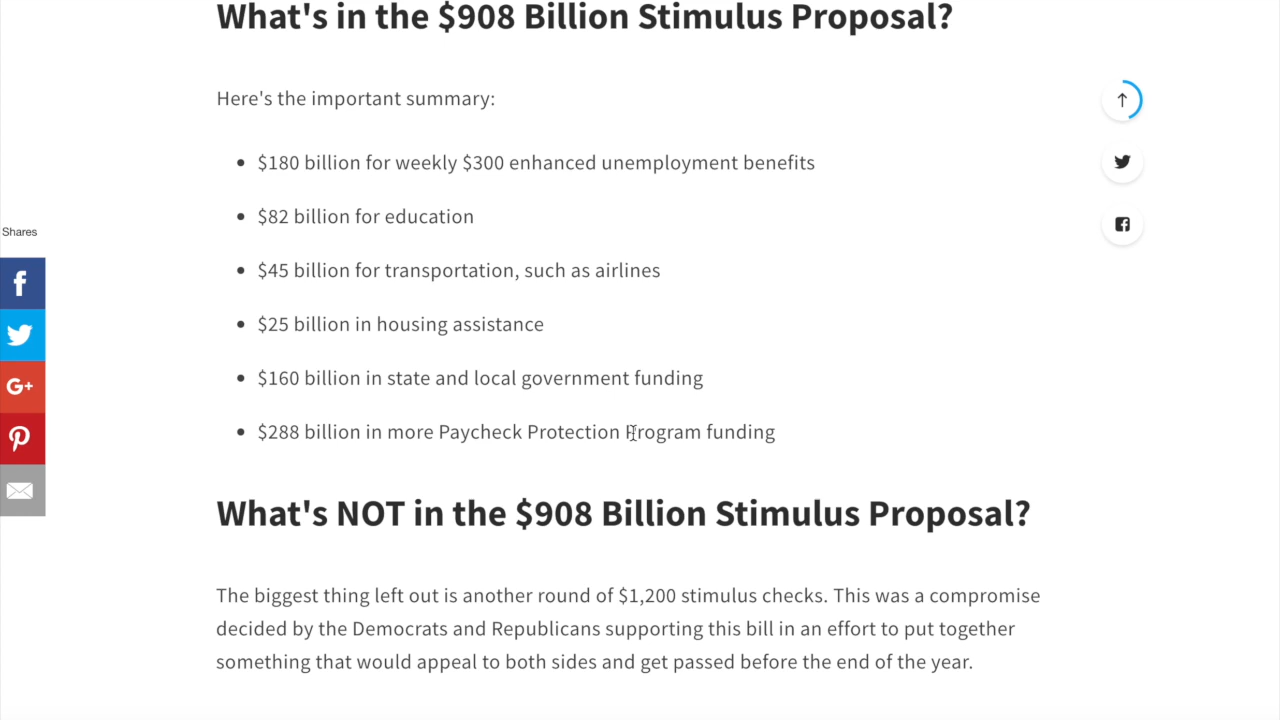 What's in the $908 Billion Stimulus Proposal?
Here's the important summary:
$180 billion for weekly $300 enhanced unemployment benefits
$82 billion for education
Shares
$45 billion for transportation, such as airlines
$25 billion in housing assistance
$160 billion in state and local government funding
$288 billion in more Paycheck Protection Program funding
What's NOT in the $908 Billion Stimulus Proposal?
The biggest thing left out is another round of $1,200 stimulus checks. This was a compromise
decided by the Democrats and Republicans supporting this bill in an effort to put together
something that would appeal to both sides and get passed before the end of the year.